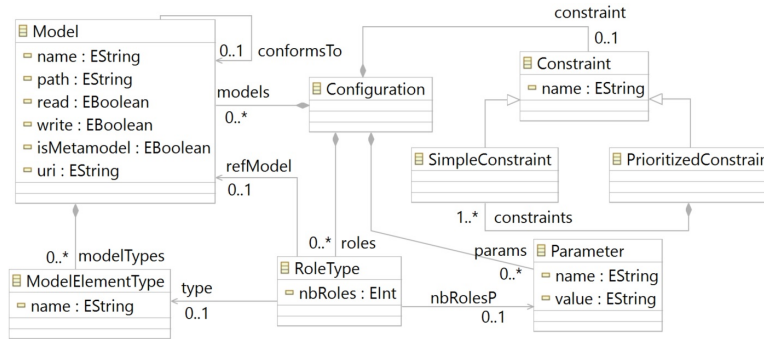 constraint
Model
0..1
conformsTo
0..1
name : EString
path : EString
read : EBoolean
write : EBoolean
isMetamodel : EBoolean
uri : EString
Constraint
name : EString
models
0..*
Configuration
refModel
0..1
SimpleConstraint
1..*
constraints
0..*
modelTypes
0..*
roles
params
0..*
ModelElementType
name : EString
type
0..1
RoleType
nbRoles : EInt
nbRolesP
0..1
Parameter
name : EString
value : EString